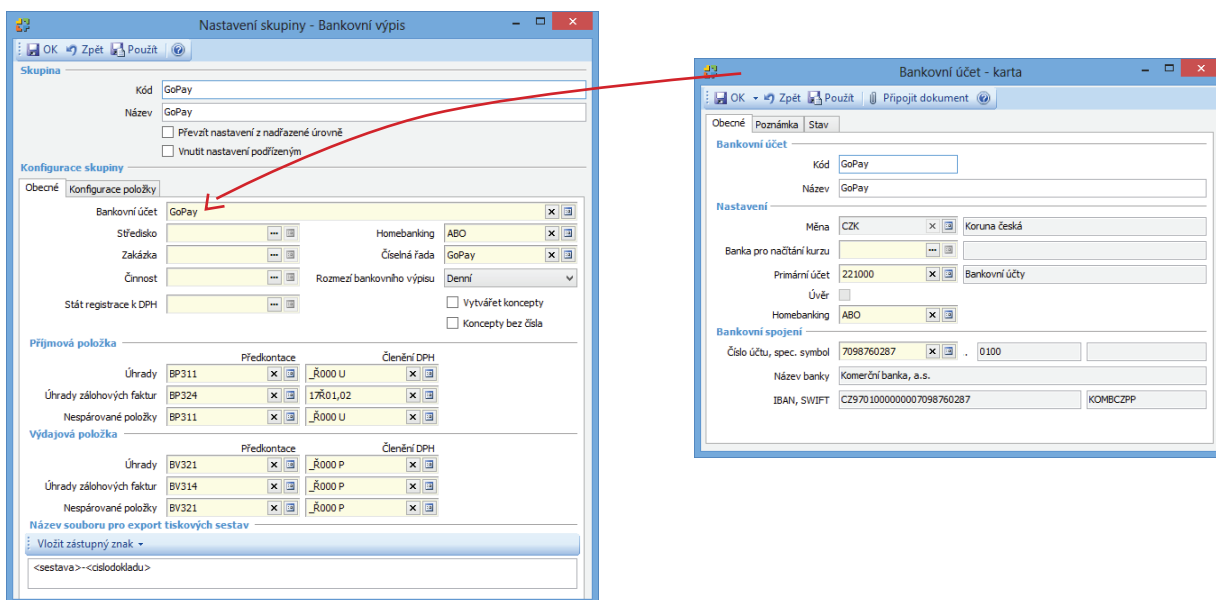 Nastavení skupiny - Bankovní výpis
OK Zpět Použít
Skupina
Kód GoPay
Název GoPay
Převzít nastavení z nadřazené úrovně
Vnutit nastavení podřízeným
Konfigurace skupiny
Obecné Konfigurace položky
Bankovní účet GoPay
Středisko Homebanking ABO
Zakázka Číselná řada GoPay
Činnost Rozmezí bankovního výpisu Denní
Stát registrace k DPH Vytvářet koncepty
Koncepty bez čísla
Příjmová položka
Předkontace Členění DPH
Úhrady BP311 _Ř000 U
Úhrady zálohových faktur BP324 17Ř01,02
Nespárované položky BP311 _Ř000 U
Výdajová položka
Předkontace Členění DPH
Úhrady BV321 _Ř000 P
Úhrady zálohových faktur BV314 _Ř000 P
Nespárované položky BV321 _Ř000 P
Název souboru pro export tiskových sestav
Vložit zástupný znak
<sestava>-<cislodokladu>
Bankovní účet - karta
OK Zpět Použít Připojit dokument
Obecné Poznámka Stav
Bankovní účet
Kód GoPay
Název GoPay
Nastavení
Měna CZK Koruna česká
Banka pro načítání kurzu
Primární účet 221000 Bankovní účty
Úvěr
Homebanking ABO
Bankovní spojení
Číslo účtu, spec. symbol 7098760287 . 0100
Název banky Komerční banka, a.s.
IBAN, SWIFT CZ9701000000007098760287 KOMBCZPP